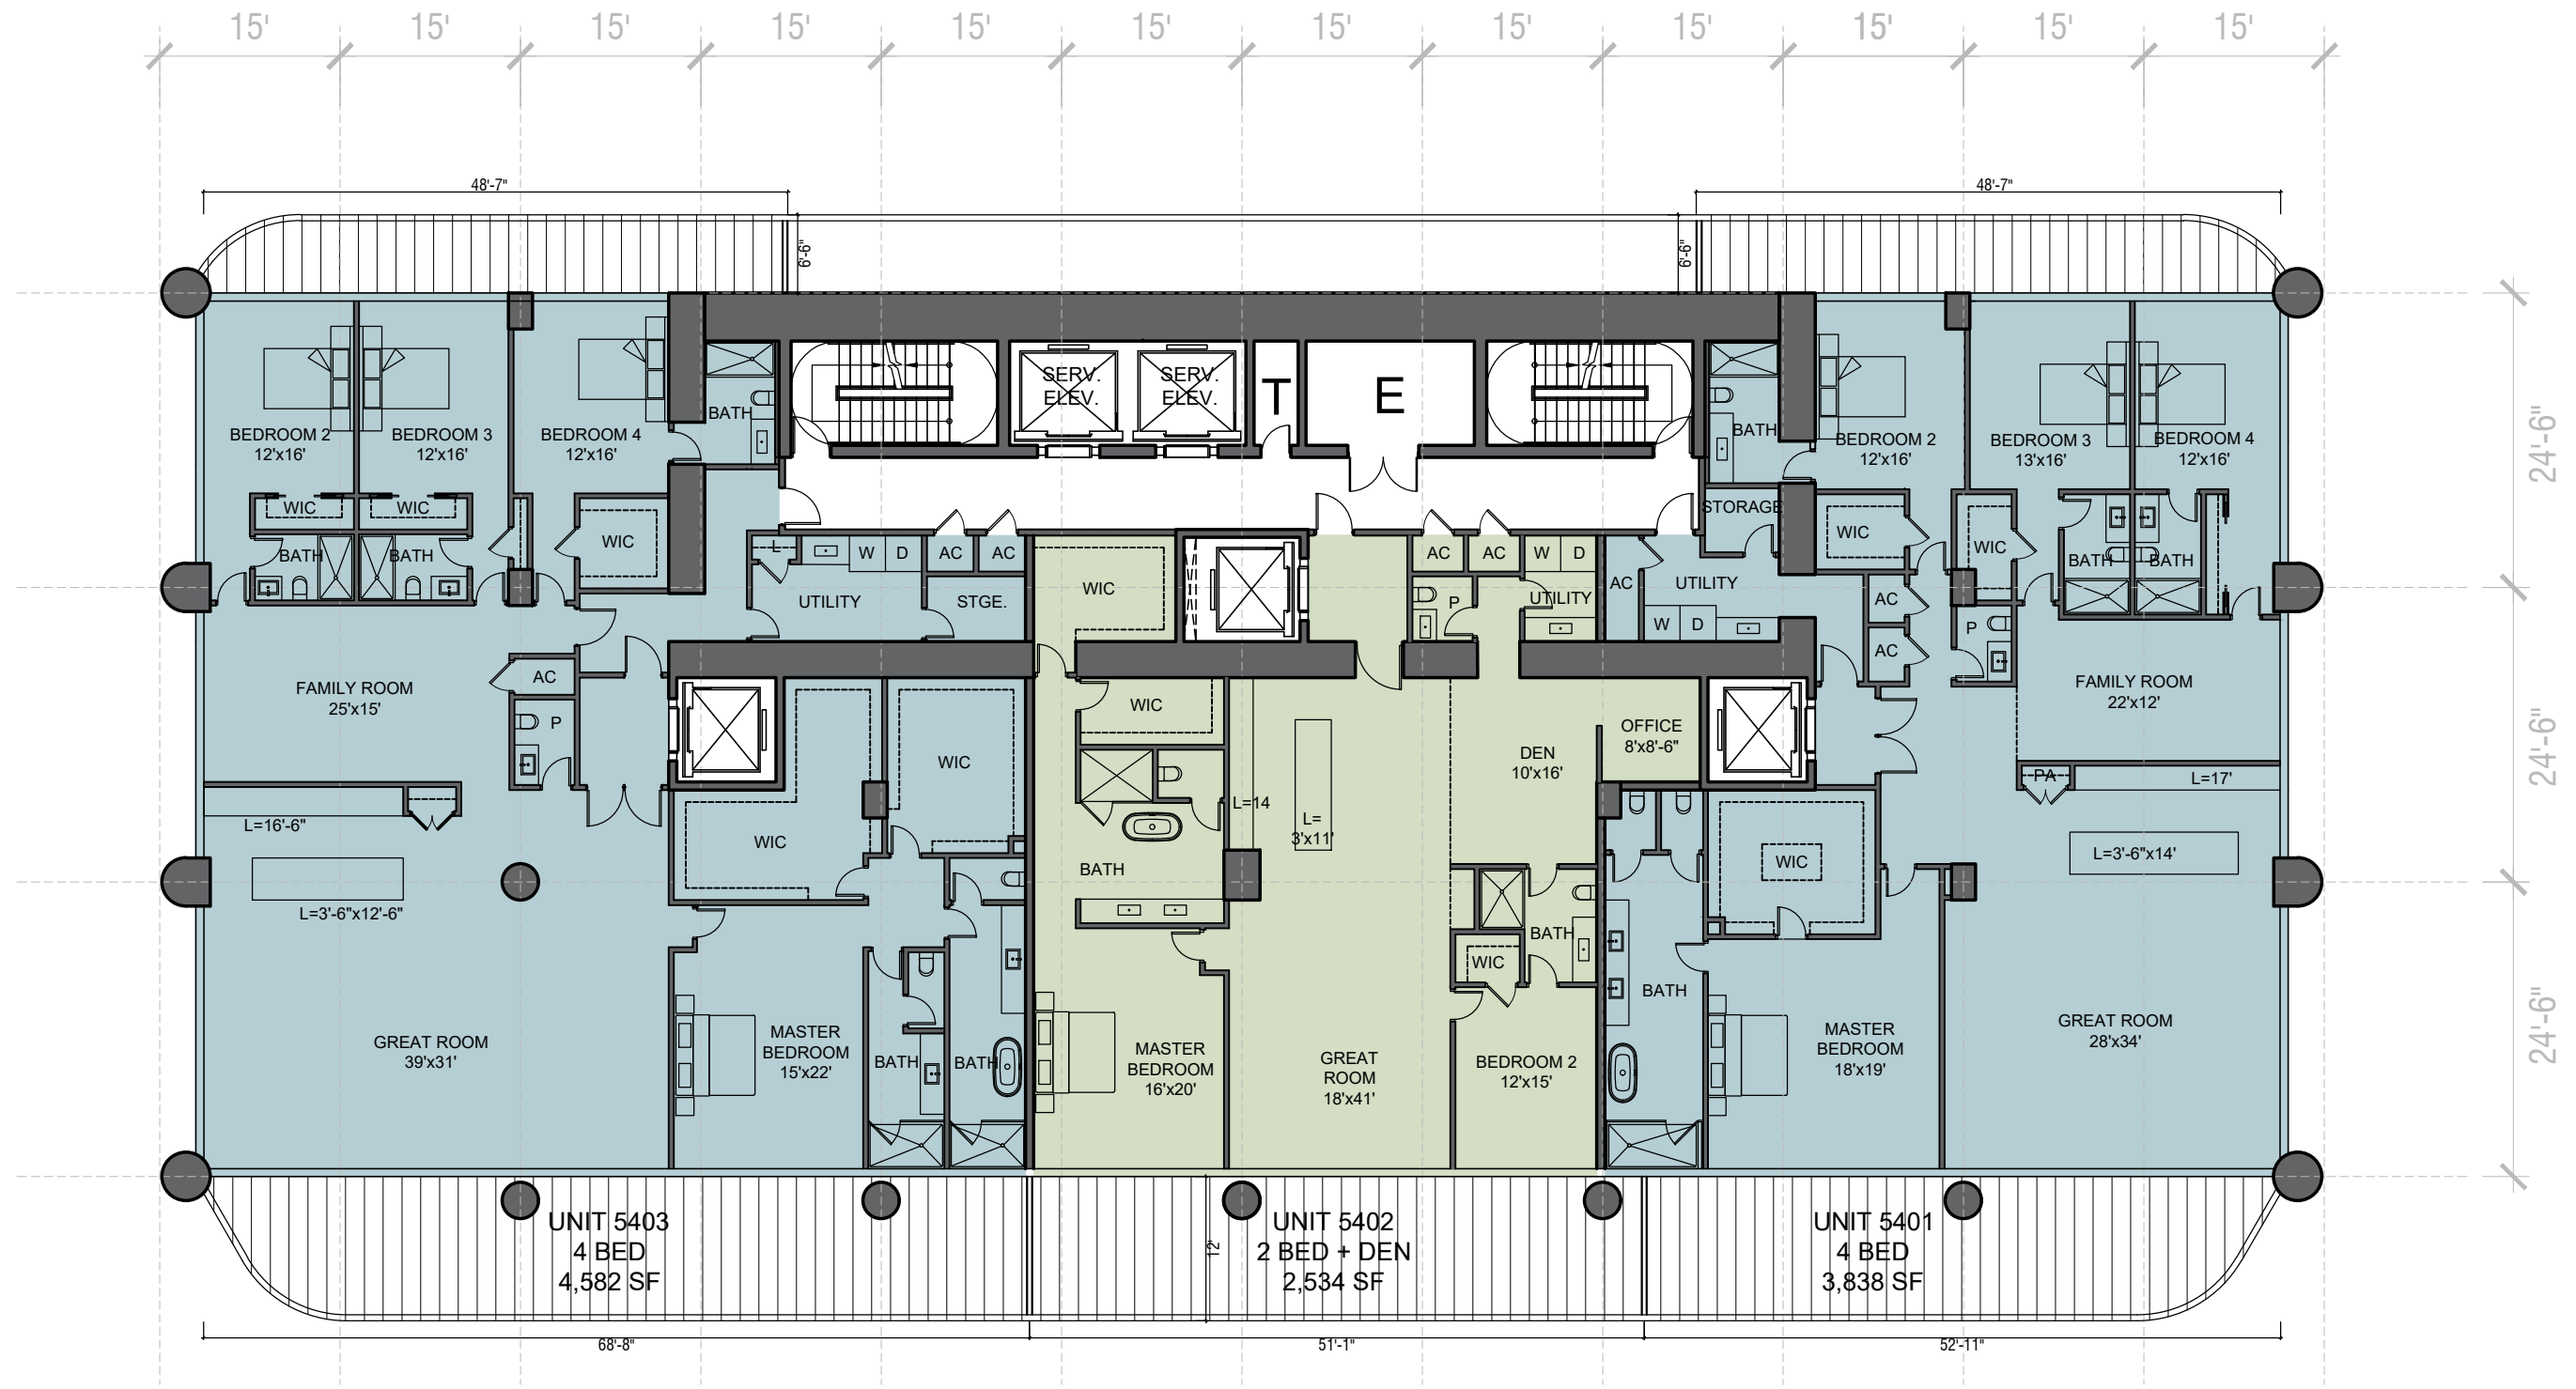 15' 15' 15' 15' 15' 15' 15' 15' 15' 15' 15' 15'
48'-7" 48'-7"
6'-6" 6'-6"
24'-6"
24'-6"
24'-6"
SERV.
ELEV.
SERV.
ELEV.
T
E
BEDROOM 2
12'x16'
BEDROOM 3
12'x16'
BEDROOM 4
12'x16'
BATH
WIC
WIC
WIC
BATH
BATH
L
W D
AC
AC
UTILITY
STGE.
FAMILY ROOM
25'x15'
AC
P
WIC
WIC
L=16'-6"
L=3'-6"x12'-6"
GREAT ROOM
39'x31'
MASTER
BEDROOM
15'x22'
BATH
BATH
WIC
AC
AC
W D
P
UTILITY
WIC
L=14
L=
3'x11'
DEN
10'x16'
OFFICE
8'x8'-6"
BATH
BATH
WIC
MASTER
BEDROOM
16'x20'
GREAT
ROOM
18'x41'
BEDROOM 2
12'x15'
BATH
BEDROOM 2
12'x16'
BEDROOM 3
13'x16'
BEDROOM 4
12'x16'
STORAGE
WIC
WIC
BATH
BATH
AC
UTILITY
W D
AC
AC
P
FAMILY ROOM
22'x12'
PA
L=17'
L=3'-6"x14'
WIC
BATH
MASTER
BEDROOM
18'x19'
GREAT ROOM
28'x34'
UNIT 5403
4 BED
4,582 SF
12'
UNIT 5402
2 BED + DEN
2,534 SF
UNIT 5401
4 BED
3,838 SF
68'-8" 51'-1" 52'-11"